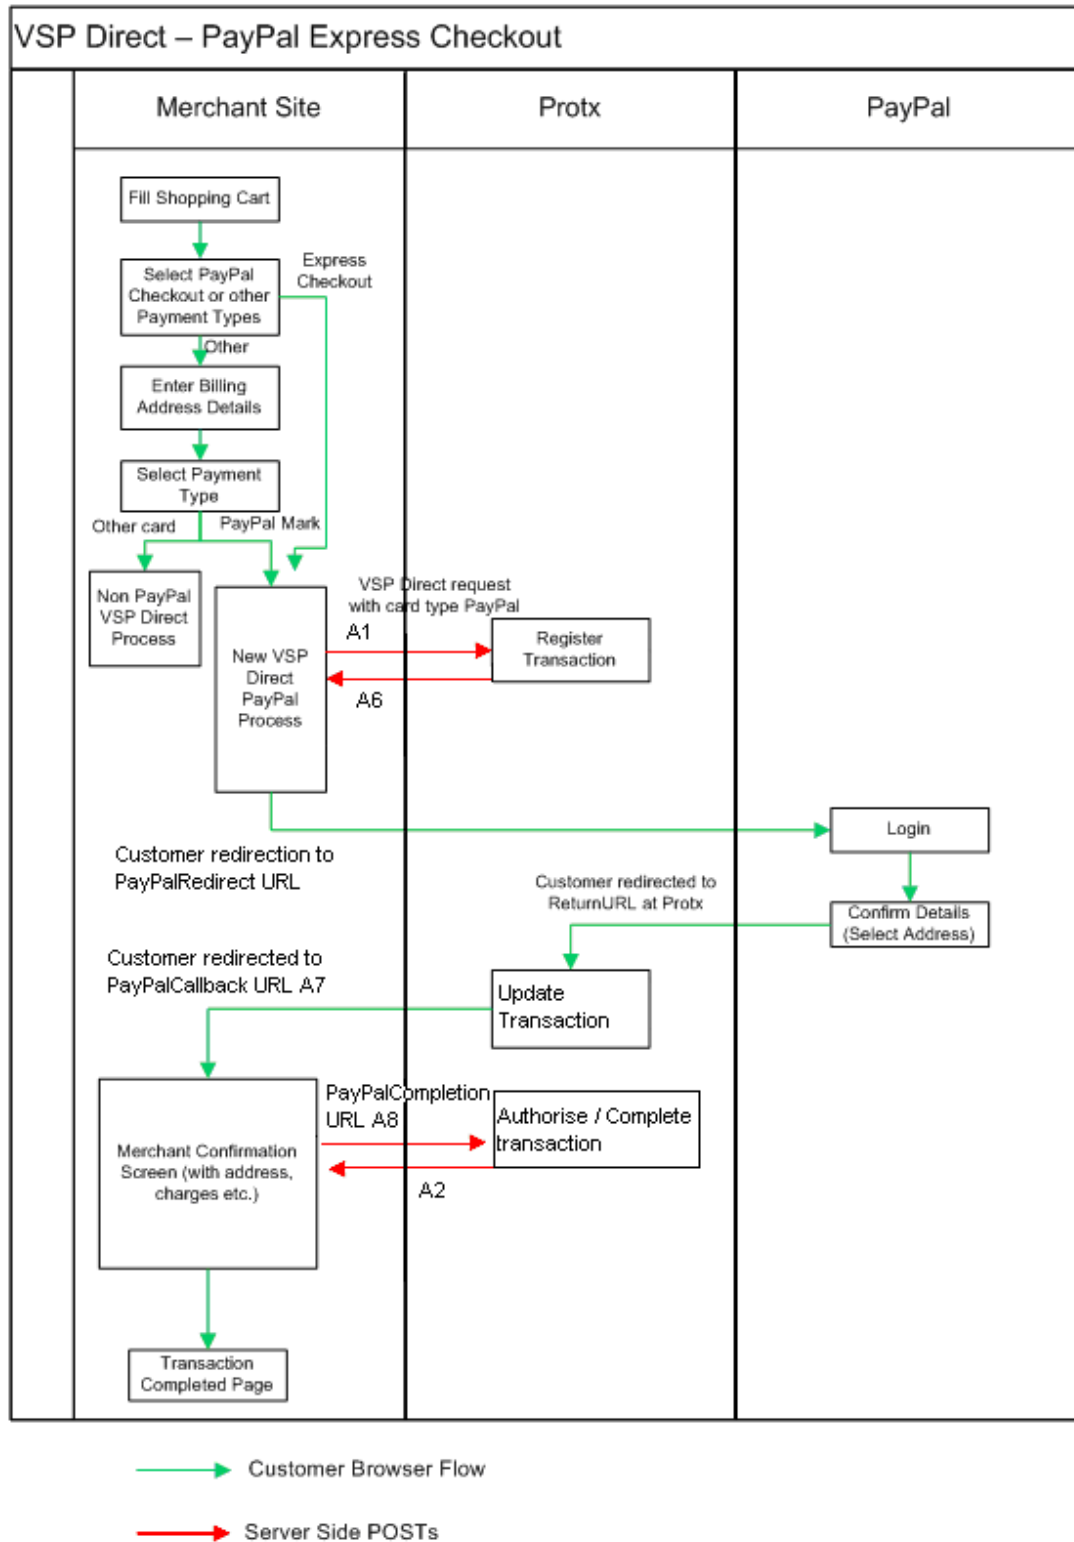 VSP Direct – PayPal Express Checkout
Merchant Site
Protx
PayPal
Fill Shopping Cart
Select PayPal
Checkout or other
Payment Types
Express
Checkout
Other
Enter Billing
Address Details
Select Payment
Type
Other card
PayPal Mark
Non PayPal
VSP Direct
Process
New VSP
Direct
PayPal
Process
VSP Direct request
with card type PayPal
A1
Register
Transaction
A6
Login
Customer redirection to
PayPalRedirect URL
Customer redirected to
ReturnURL at Protx
Confirm Details
(Select Address)
Customer redirected to
PayPalCallback URL A7
Update
Transaction
PayPalCompletion
URL A8
Authorise / Complete
transaction
Merchant Confirmation
Screen (with address,
charges etc.)
A2
Transaction
Completed Page
Customer Browser Flow
Server Side POSTs